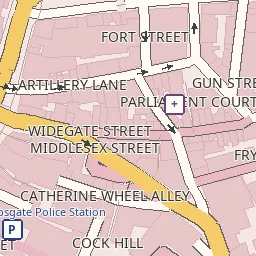 FORT STREET
ARTILLERY LANE
GUN STRE
PARLIAMENT COURT
WIDEGATE STREET
MIDDLESEX STREET
FRY
CATHERINE WHEEL ALLEY
opsgate Police Station
P
ET
COCK HILL